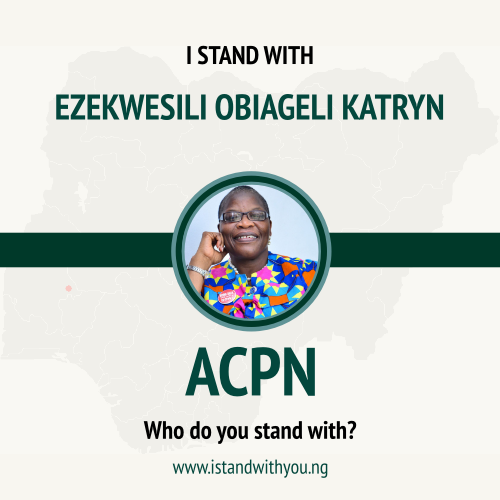 I STAND WITH
EZEKWESILI OBIAGELI KATRYN
ACPN
Who do you stand with?
www.istandwithyou.ng